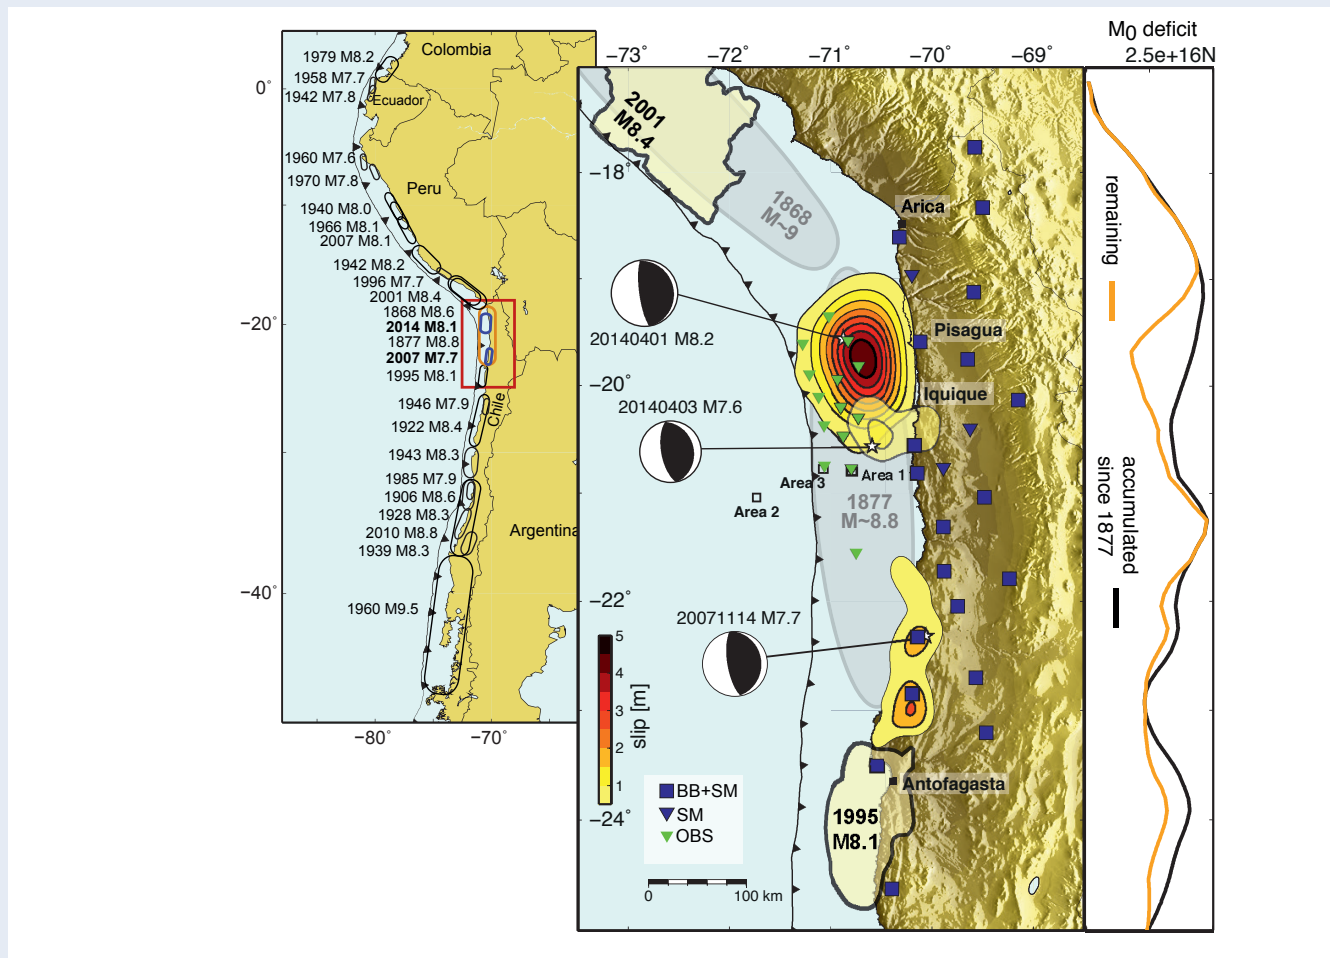 M0 deficit
2.5e+16N
−73°
−72°
−71°
−70°
−69°
Colombia
1979 M8.2
1958 M7.7
1942 M7.8
Ecuador
0°
1960 M7.6
1970 M7.8
Peru
1940 M8.0
1966 M8.1
2007 M8.1
1942 M8.2
1996 M7.7
2001 M8.4
1868 M8.6
−20°
2014 M8.1
1877 M8.8
2007 M7.7
1995 M8.1
1946 M7.9
Chile
1922 M8.4
1943 M8.3
1985 M7.9
1906 M8.6
1928 M8.3
2010 M8.8
1939 M8.3
Argentina
−40°
1960 M9.5
−80°
−70°
2001
M8.4
−18°
1868
M~9
Arica
20140401 M8.2
Pisagua
−20°
Iquique
20140403 M7.6
Area 3
Area 1
Area 2
1877
M~8.8
−22°
20071114 M7.7
5
4
3
2
1
slip [m]
BB+SM
SM
OBS
Antofagasta
1995
M8.1
−24°
0
100 km
remaining
accumulated
since 1877